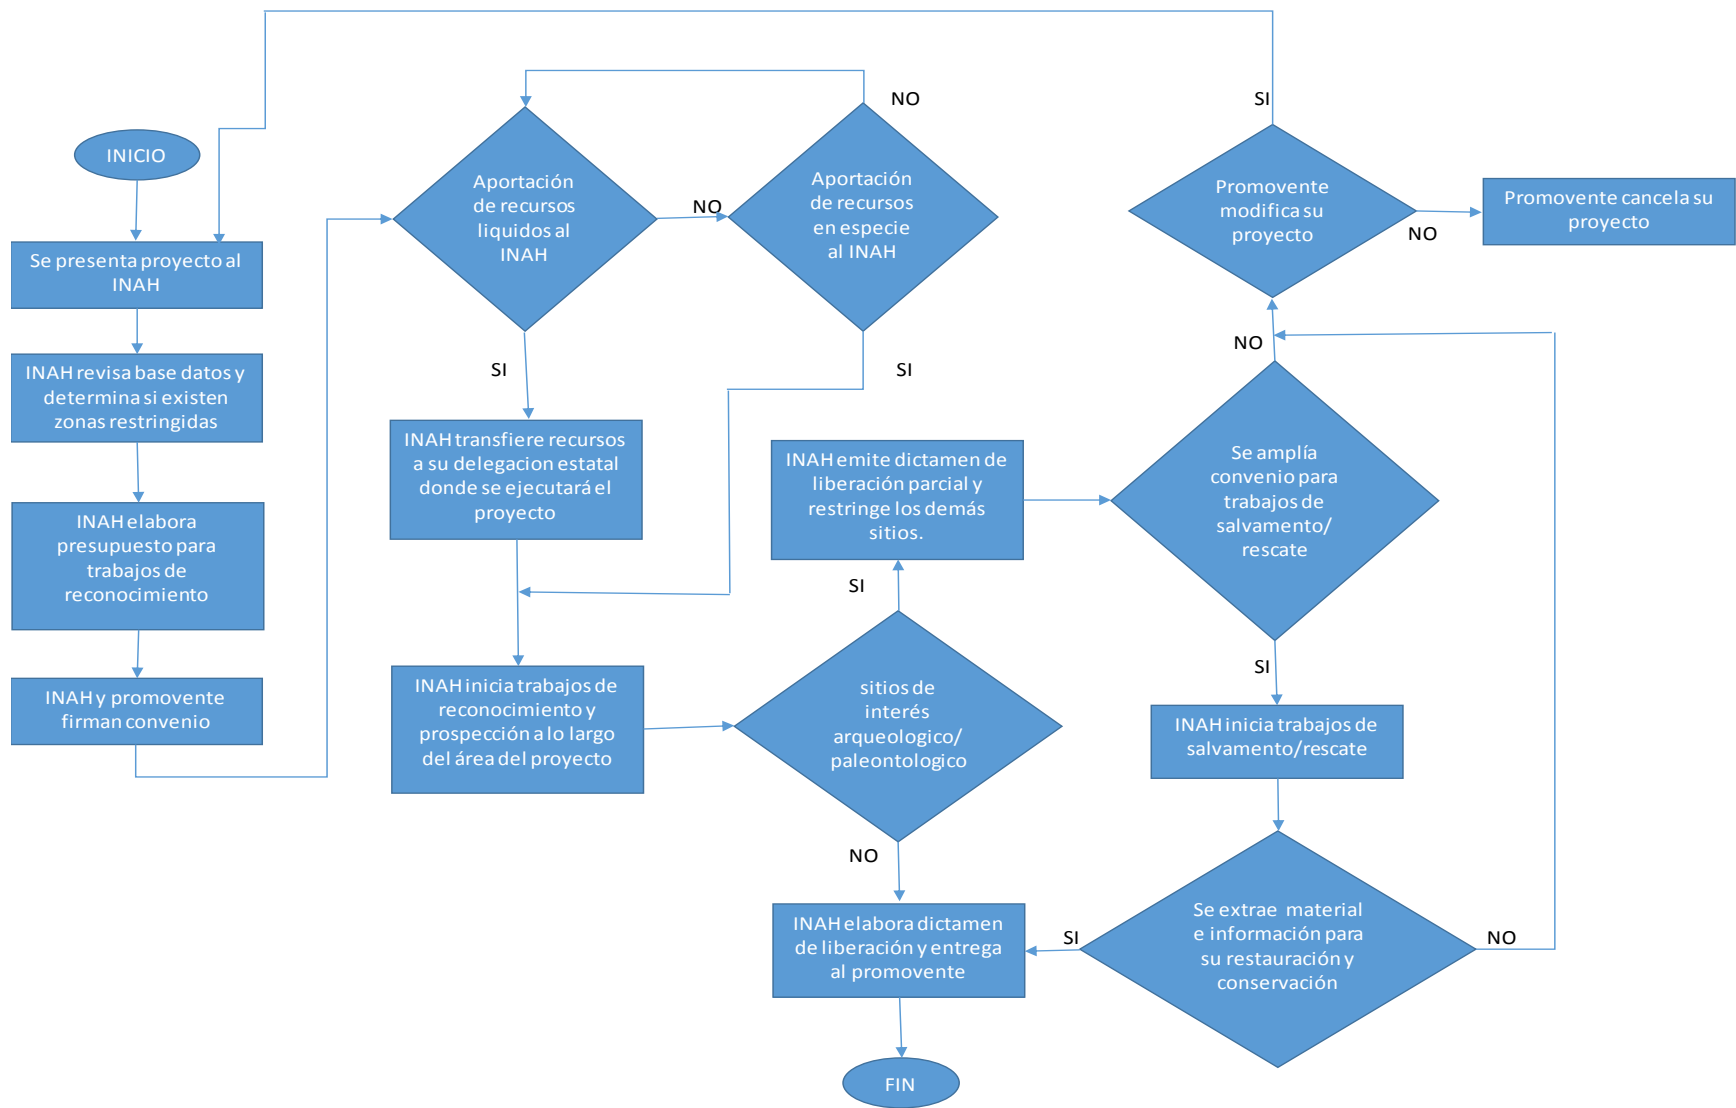 INICIO
Se presenta proyecto al
INAH
INAH revisa base datos y
determina si existen
zonas restringidas
INAH elabora
presupuesto para
trabajos de
reconocimiento
INAH y promovente
firman convenio
Aportación
de recursos
liquidos al
INAH
NO
SI
Aportación
de recursos
en especie
al INAH
NO
SI
INAH transfiere recursos
a su delegacion estatal
donde se ejecutará el
proyecto
INAH inicia trabajos de
reconocimiento y
prospección a lo largo
del área del proyecto
sitios de
interés
arqueologico/
paleontologico
SI
NO
INAH emite dictamen de
liberación parcial y
restringe los demás
sitios.
INAH elabora dictamen
de liberación y entrega
al promovente
FIN
SI
Promovente
modifica su
proyecto
NO
Promovente cancela su
proyecto
NO
Se amplía
convenio para
trabajos de
salvamento/
rescate
SI
INAH inicia trabajos de
salvamento/rescate
Se extrae material
e información para
su restauración y
conservación
SI
NO